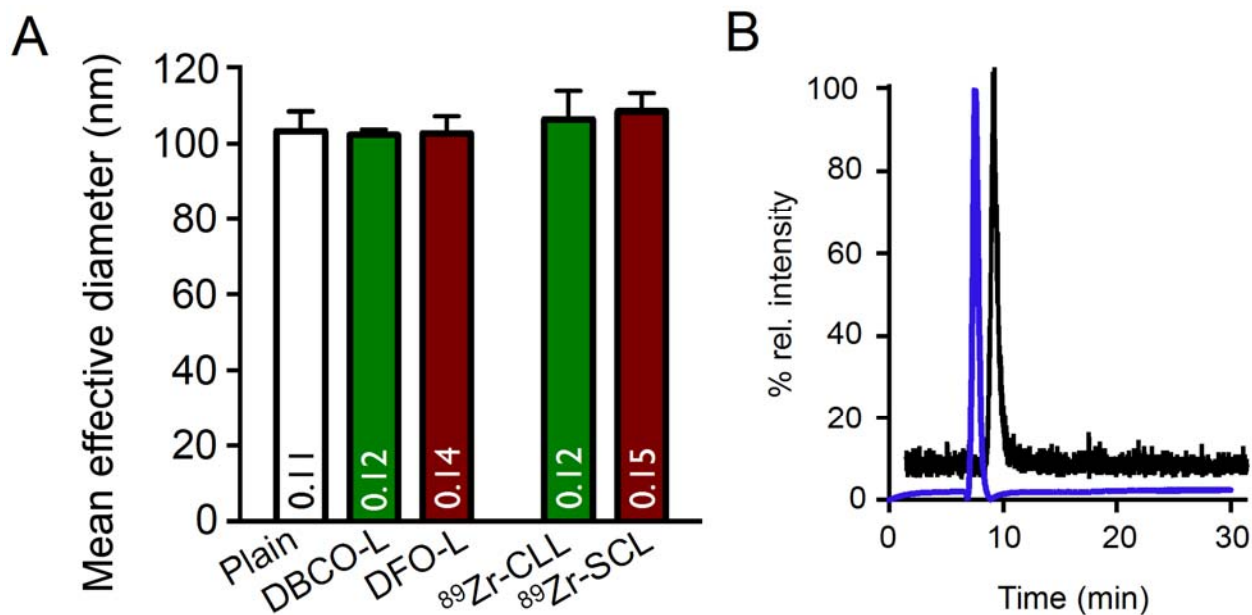 A
Mean effective diameter (nm)
120
100
80
60
40
20
0
0.11
0.12
0.14
0.12
0.15
Plain
DBCO-L
DFO-L
⁸⁹Zr-CLL
⁸⁹Zr-SCL
B
% rel. intensity
100
80
60
40
20
0
0
10
20
30
Time (min)